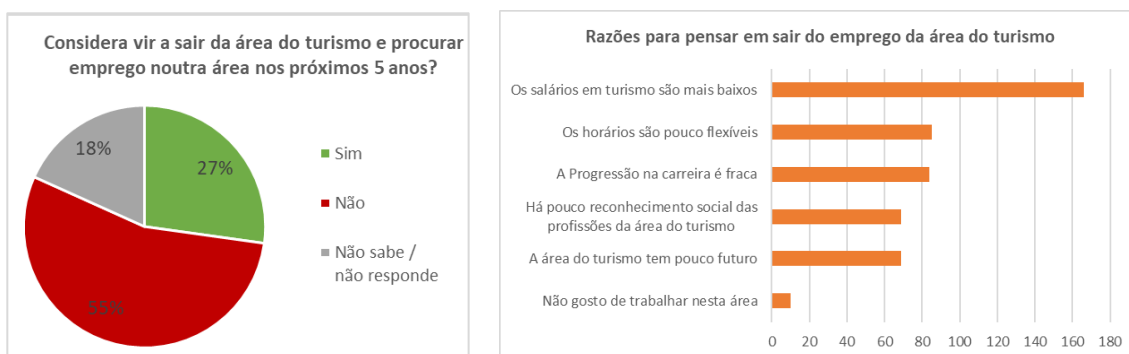 Considera vir a sair da área do turismo e procurar
emprego noutra área nos próximos 5 anos?
18%
27%
55%
Sim
Não
Não sabe /
não responde
Razões para pensar em sair do emprego da área do turismo
0 20 40 60 80 100 120 140 160 180
Os salários em turismo são mais baixos
Os horários são pouco flexíveis
A Progressão na carreira é fraca
Há pouco reconhecimento social das
profissões da área do turismo
A área do turismo tem pouco futuro
Não gosto de trabalhar nesta área